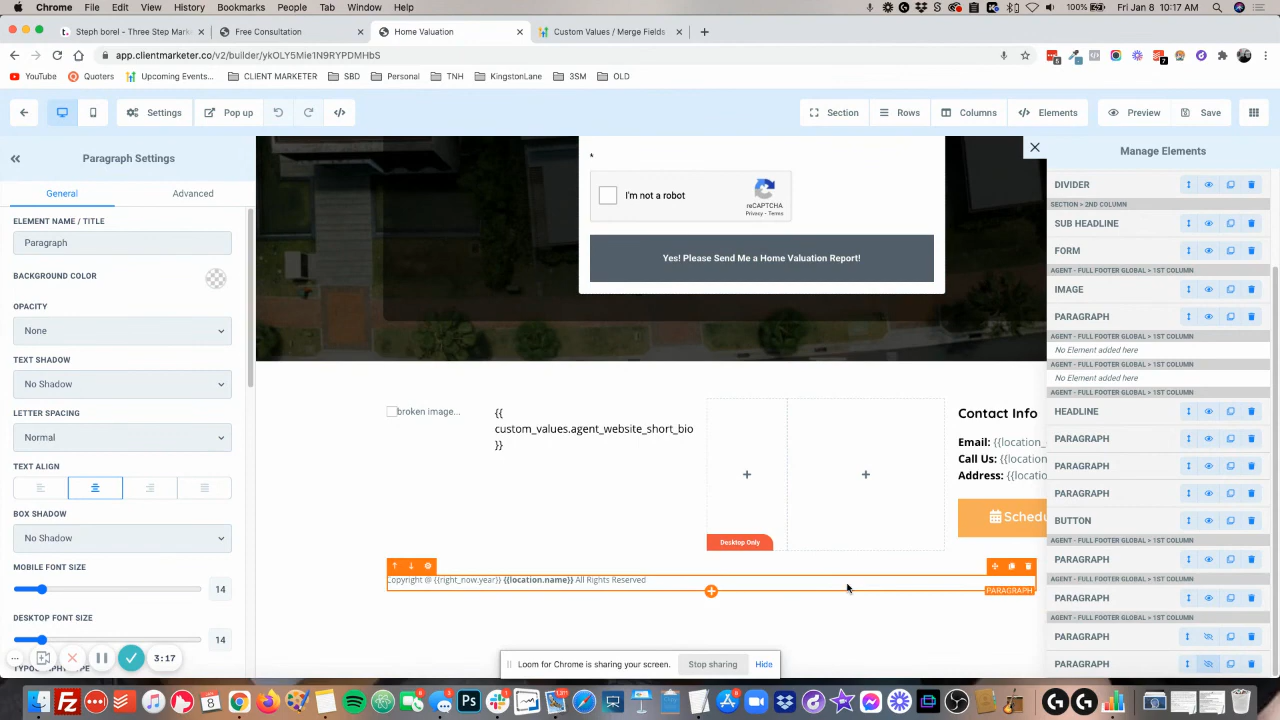 Chrome File Edit View History Bookmarks People Tab Window Help
Steph borel - Three Step Mark
Free Consultation
Home Valuation
Custom Values / Merge Fields
app.clientmarketer.co/v2/builder/ykOLY5Mie1N9RYPDMHbS
YouTube Quoters Upcoming Events... CLIENT MARKETER SBD Personal TNH KingstonLane 3SM OLD
Settings Pop up Section Rows Columns Elements Preview Save
Paragraph Settings
General Advanced
ELEMENT NAME / TITLE
Paragraph
BACKGROUND COLOR
OPACITY
None
TEXT SHADOW
No Shadow
LETTER SPACING
Normal
TEXT ALIGN
BOX SHADOW
No Shadow
MOBILE FONT SIZE
14
DESKTOP FONT SIZE
14
*
I'm not a robot
reCAPTCHA
Privacy - Terms
Yes! Please Send Me a Home Valuation Report!
broken image...
{{
custom_values.agent_website_short_bio
}}
Desktop Only
Contact Info
Email: {{location_
Call Us: {{locatio
Address: {{locatio
Schedu
Copyright @ {{right_now.year}} {{location.name}} All Rights Reserved
PARAGRAPH
Manage Elements
DIVIDER
SECTION > 2ND COLUMN
SUB HEADLINE
FORM
AGENT - FULL FOOTER GLOBAL > 1ST COLUMN
IMAGE
PARAGRAPH
AGENT - FULL FOOTER GLOBAL > 1ST COLUMN
No Element added here
AGENT - FULL FOOTER GLOBAL > 1ST COLUMN
No Element added here
AGENT - FULL FOOTER GLOBAL > 1ST COLUMN
HEADLINE
PARAGRAPH
PARAGRAPH
PARAGRAPH
BUTTON
AGENT - FULL FOOTER GLOBAL > 1ST COLUMN
PARAGRAPH
AGENT - FULL FOOTER GLOBAL > 1ST COLUMN
PARAGRAPH
AGENT - FULL FOOTER GLOBAL > 1ST COLUMN
PARAGRAPH
PARAGRAPH
3:17
Loom for Chrome is sharing your screen. Stop sharing Hide